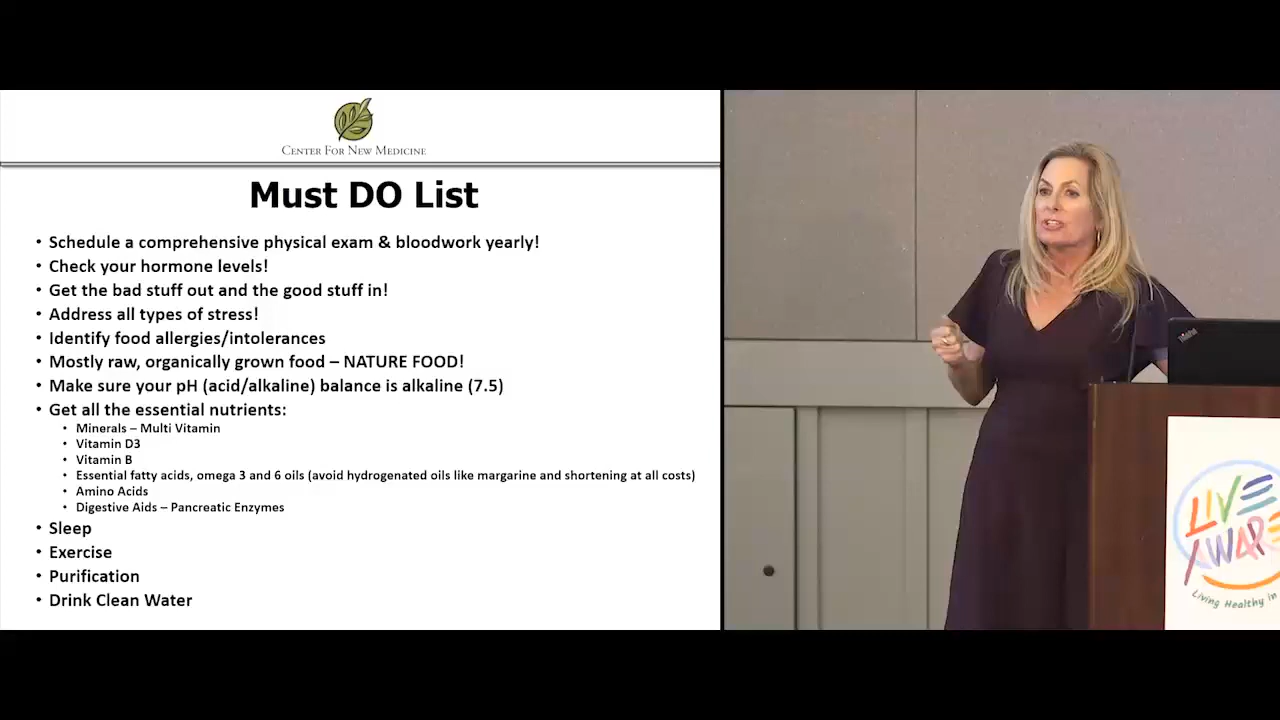 CENTER FOR NEW MEDICINE
Must DO List
• Schedule a comprehensive physical exam & bloodwork yearly!
• Check your hormone levels!
• Get the bad stuff out and the good stuff in!
• Address all types of stress!
• Identify food allergies/intolerances
• Mostly raw, organically grown food – NATURE FOOD!
• Make sure your pH (acid/alkaline) balance is alkaline (7.5)
• Get all the essential nutrients:
• Minerals – Multi Vitamin
• Vitamin D3
• Vitamin B
• Essential fatty acids, omega 3 and 6 oils (avoid hydrogenated oils like margarine and shortening at all costs)
• Amino Acids
• Digestive Aids – Pancreatic Enzymes
• Sleep
• Exercise
• Purification
• Drink Clean Water
ThinkPad
LIVE
AWARE
Living Healthy in